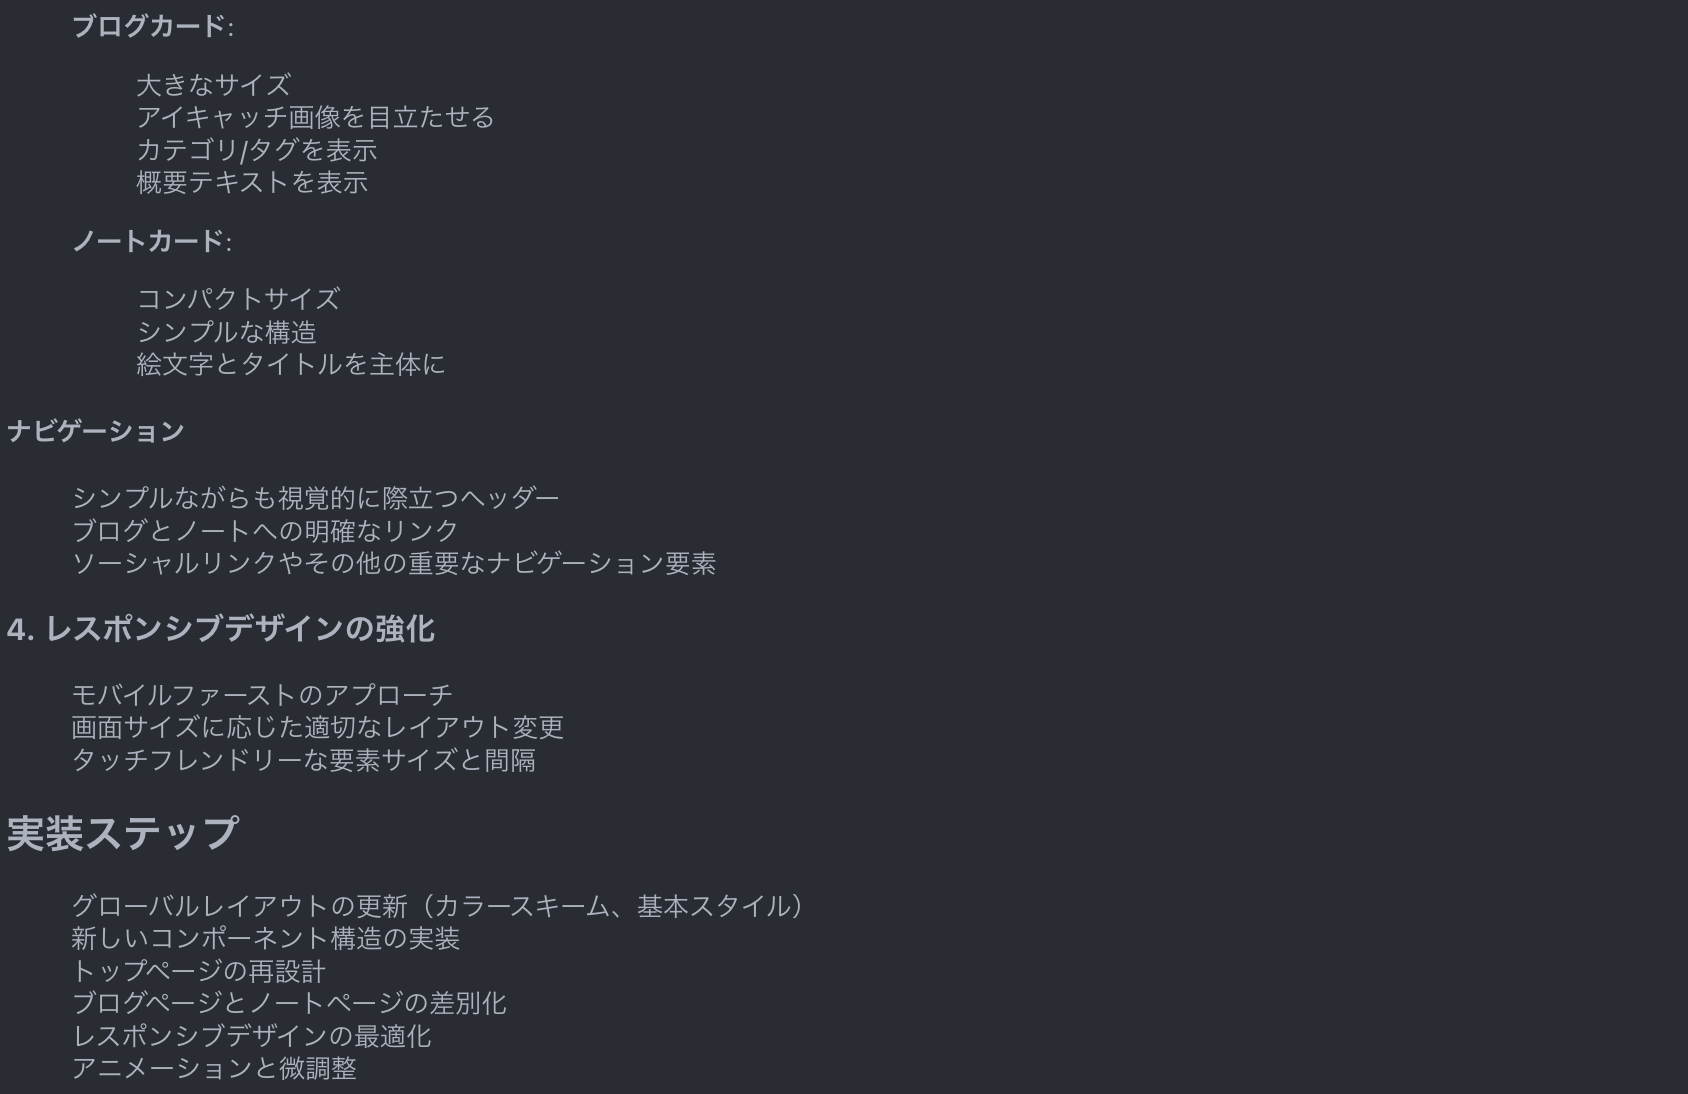 ブログカード:
大きなサイズ
アイキャッチ画像を目立たせる
カテゴリ/タグを表示
概要テキストを表示
ノートカード:
コンパクトサイズ
シンプルな構造
絵文字とタイトルを主体に
ナビゲーション
シンプルながらも視覚的に際立つヘッダー
ブログとノートへの明確なリンク
ソーシャルリンクやその他の重要なナビゲーション要素
4. レスポンシブデザインの強化
モバイルファーストのアプローチ
画面サイズに応じた適切なレイアウト変更
タッチフレンドリーな要素サイズと間隔
実装ステップ
グローバルレイアウトの更新（カラースキーム、基本スタイル）
新しいコンポーネント構造の実装
トップページの再設計
ブログページとノートページの差別化
レスポンシブデザインの最適化
アニメーションと微調整